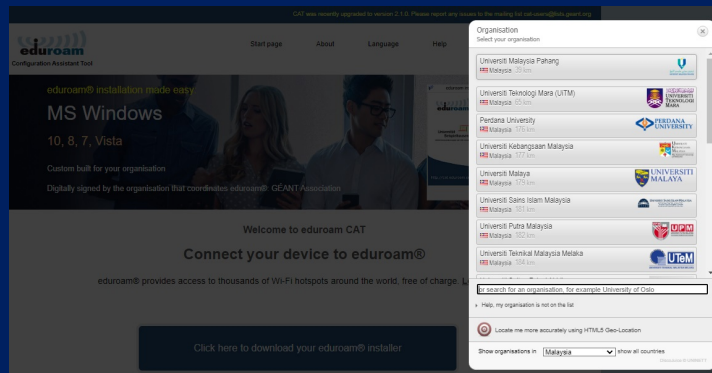 CAT was recently upgraded to version 2.1.0. Please report any issues to the mailing list cat-users@lists.geant.org
eduroam
Configuration Assistant Tool
Start page
About
Language
Help
eduroam® installation made easy:
MS Windows
10, 8, 7, Vista
Custom built for your organisation
Digitally signed by the organisation that coordinates eduroam®: GÉANT Association
Welcome to eduroam CAT
Connect your device to eduroam®
eduroam® provides access to thousands of Wi-Fi hotspots around the world, free of charge.
Click here to download your eduroam® installer
Organisation
Select your organisation
Universiti Malaysia Pahang
Malaysia
Universiti Teknologi Mara (UiTM)
Malaysia 85 km
UNIVERSITI
TEKNOLOGI
MARA
Perdana University
Malaysia 176 km
PERDANA
UNIVERSITY
Universiti Kebangsaan Malaysia
Malaysia 177 km
Universiti Malaya
Malaysia 179 km
UNIVERSITI
MALAYA
Universiti Sains Islam Malaysia
Malaysia 181 km
Universiti Putra Malaysia
Malaysia 182 km
UPM
Universiti Teknikal Malaysia Melaka
Malaysia 184 km
UTeM
or search for an organisation, for example University of Oslo
Help, my organisation is not on the list
Locate me more accurately using HTML5 Geo-Location
Show organisations in Malaysia show all countries